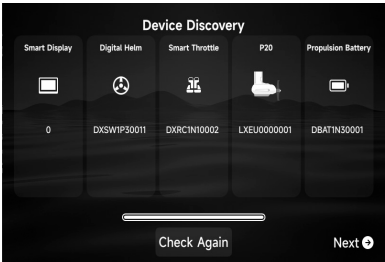 Device Discovery
Smart Display
Digital Helm
Smart Throttle
P20
Propulsion Battery
0
DXSW1P30011
DXRC1N10002
LXEU0000001
DBAT1N30001
Check Again
Next